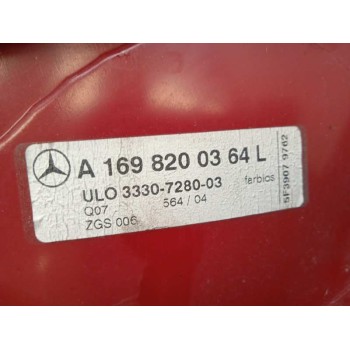 A 169 820 03 64 L
ULO 3330-7280-03 farblos
Q07 564 / 04
ZGS 006
5F3907 9762